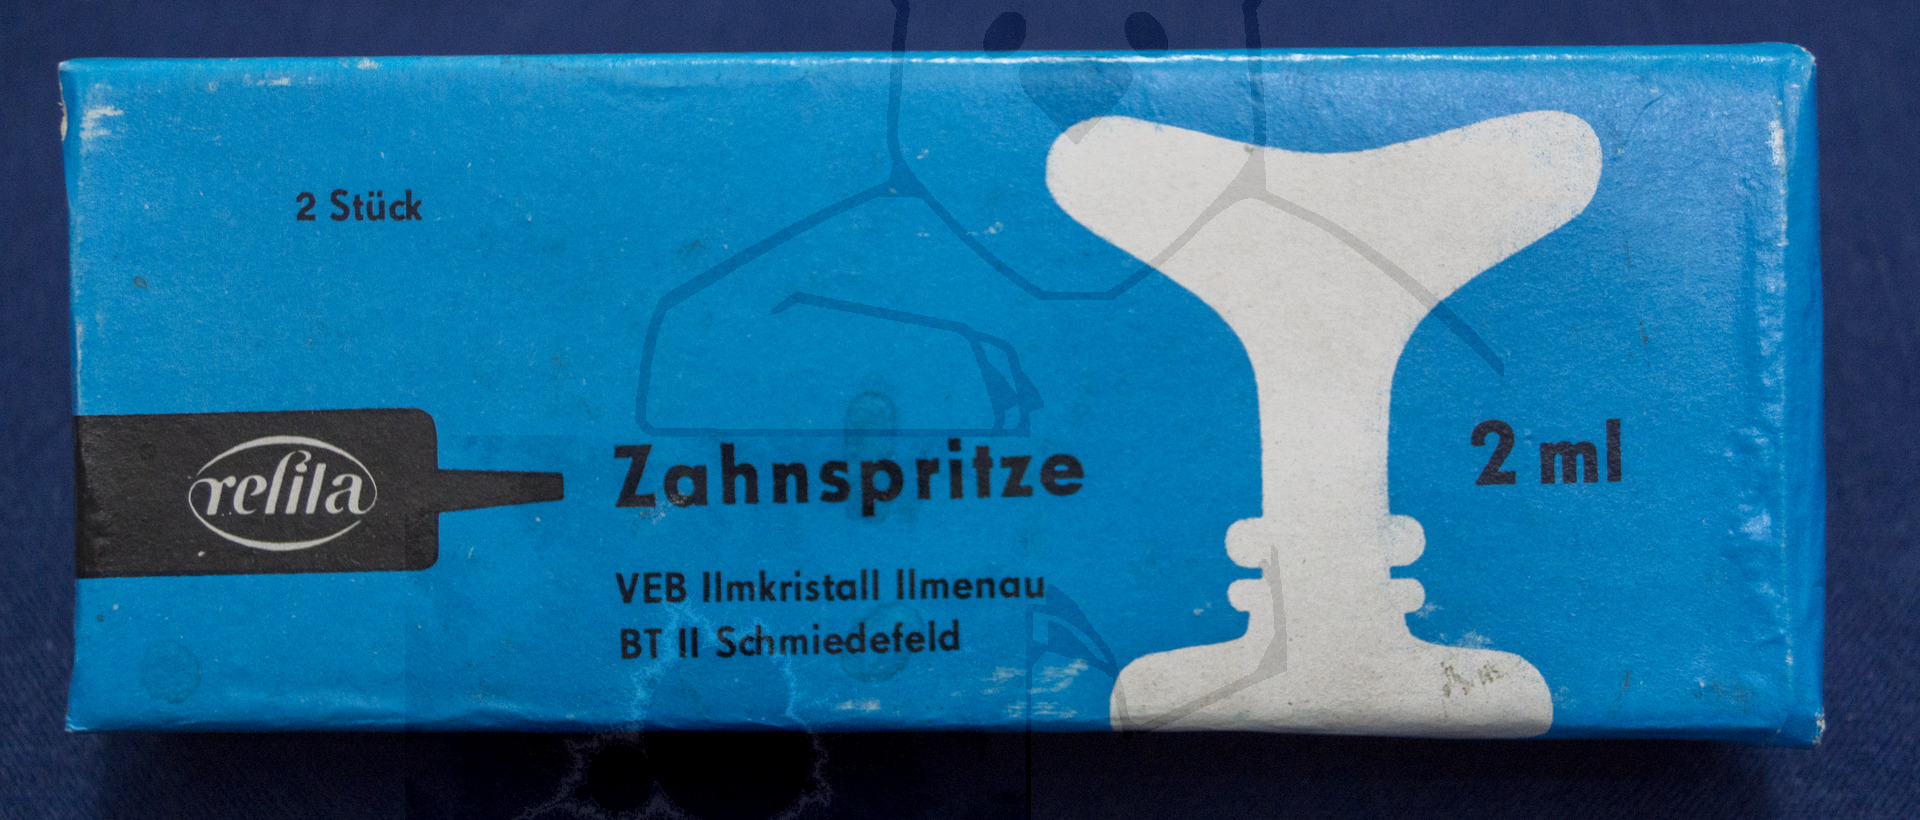 2 Stück
relila
Zahnspritze
2 ml
VEB Ilmkristall Ilmenau
BT II Schmiedefeld